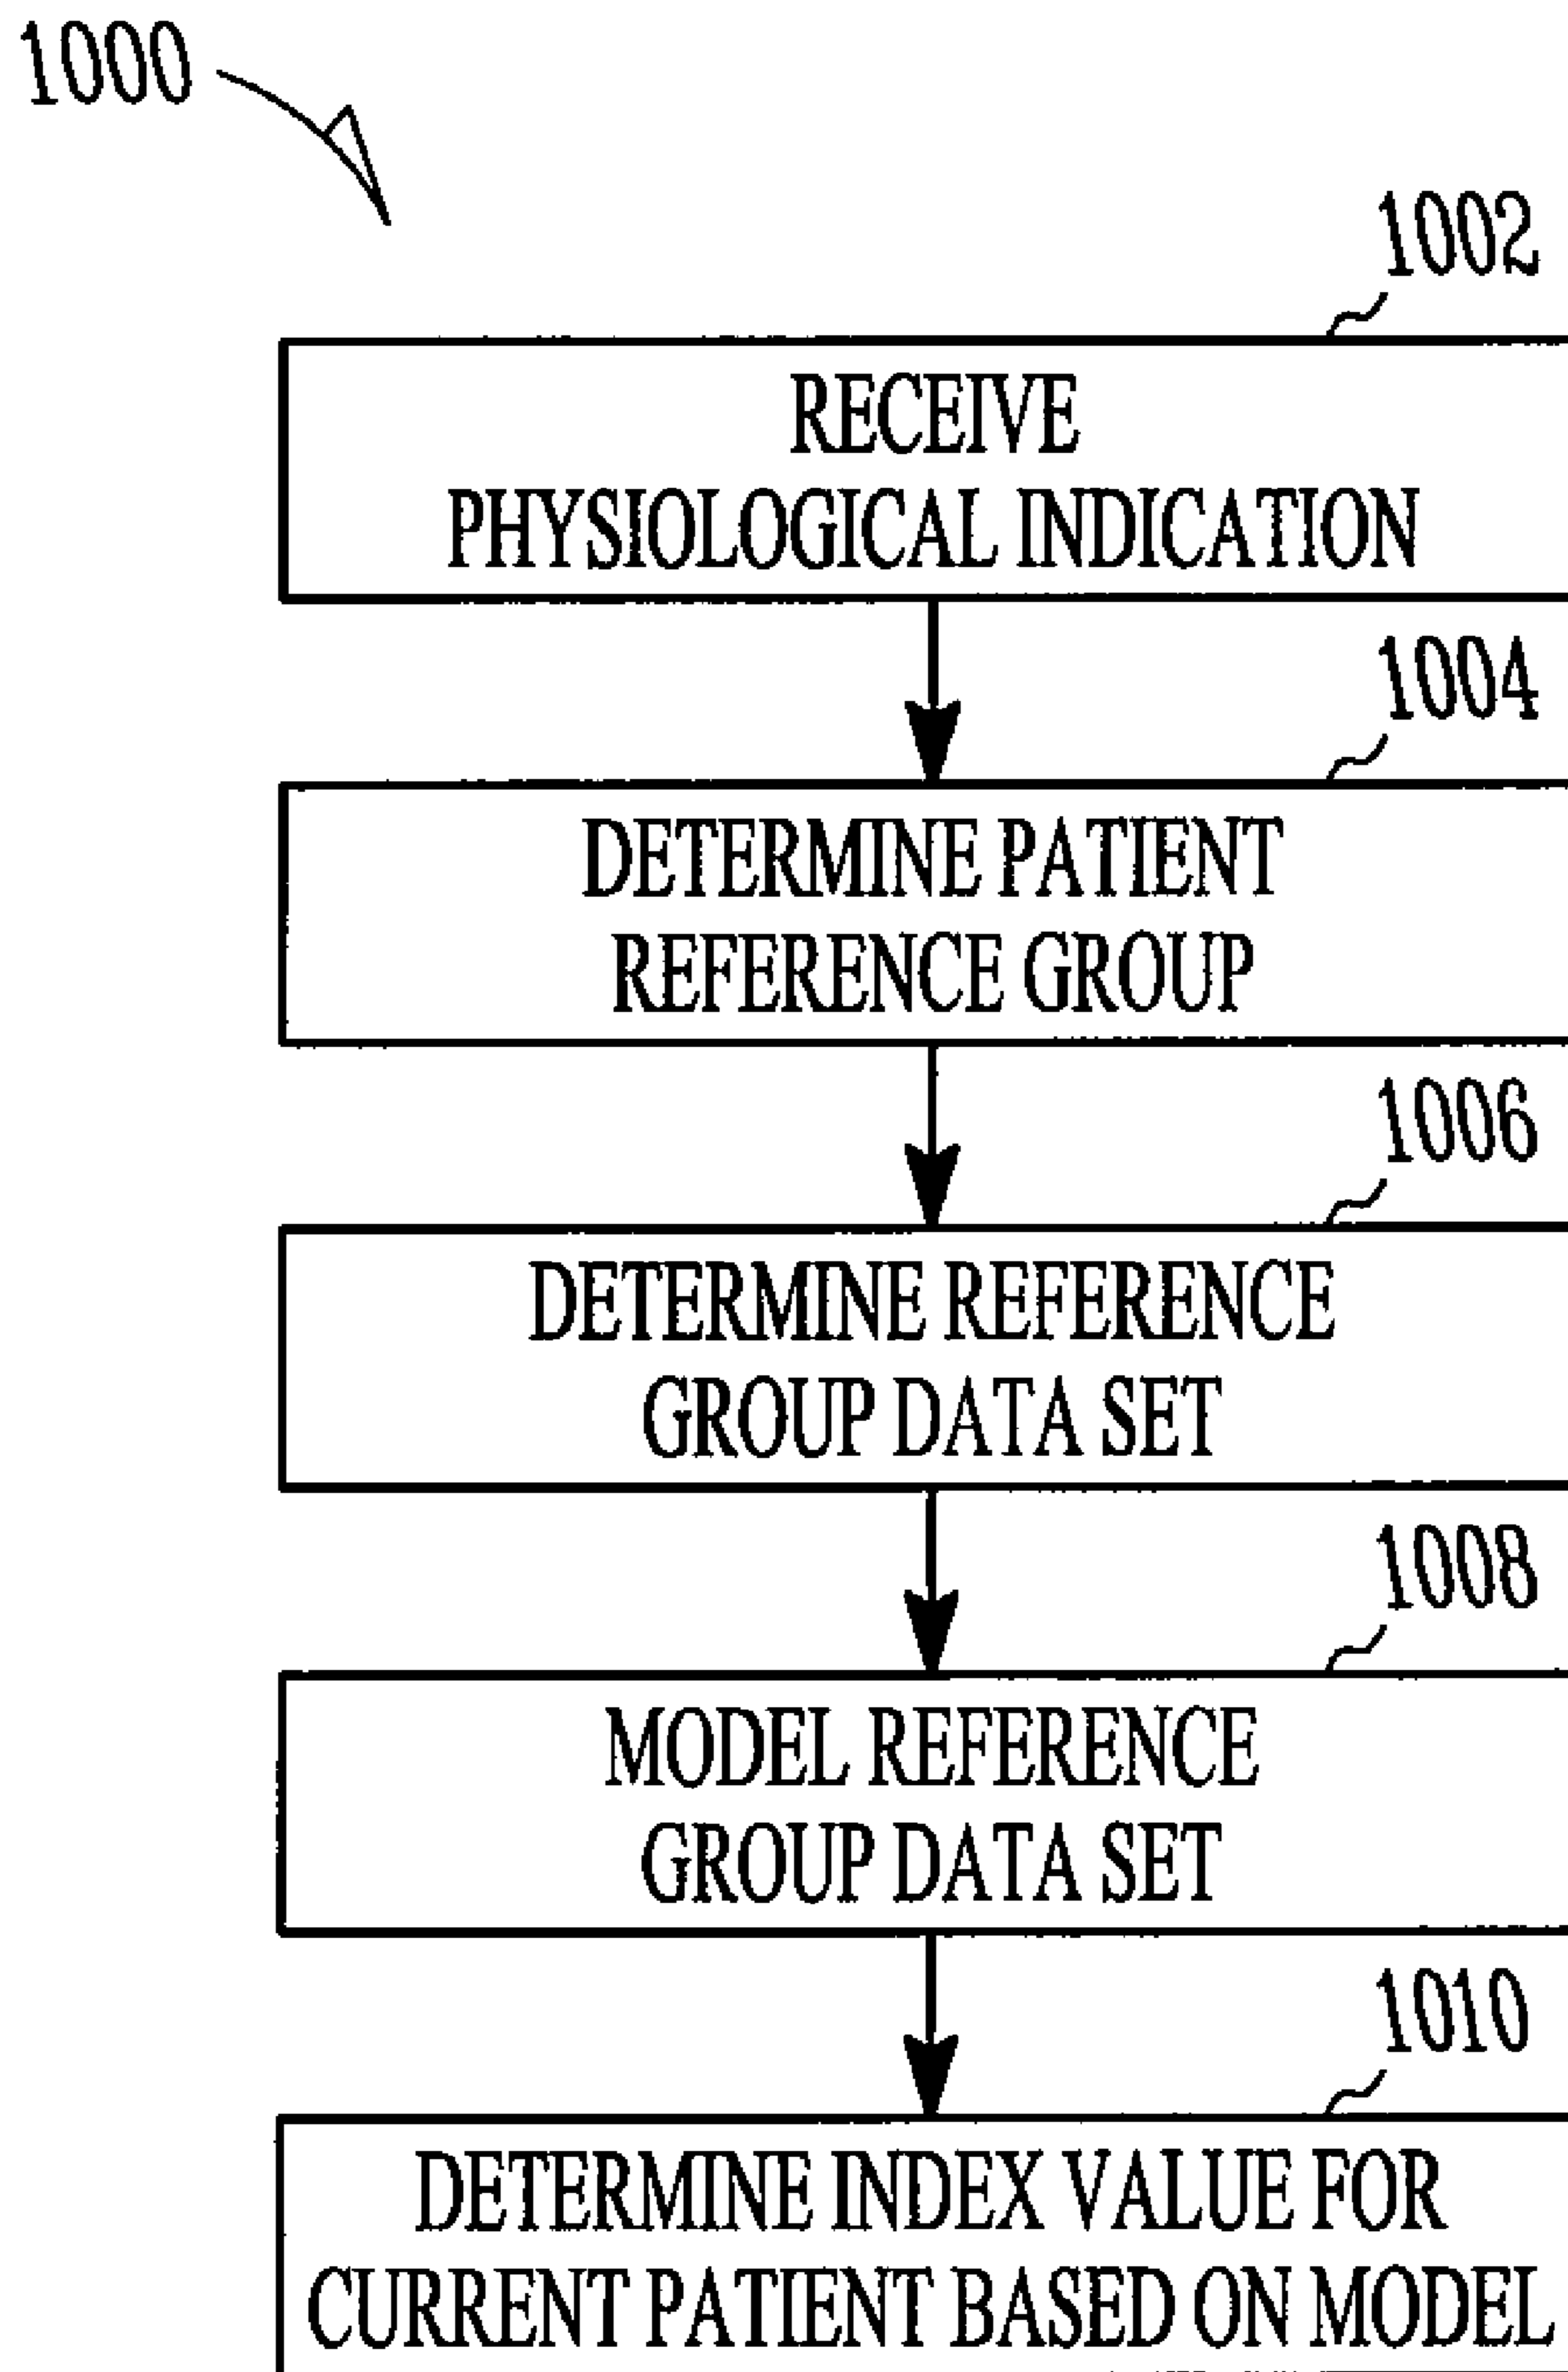 1000
1002
RECEIVE
PHYSIOLOGICAL INDICATION
1004
DETERMINE PATIENT
REFERENCE GROUP
1006
DETERMINE REFERENCE
GROUP DATA SET
1008
MODEL REFERENCE
GROUP DATA SET
1010
DETERMINE INDEX VALUE FOR
CURRENT PATIENT BASED ON MODEL